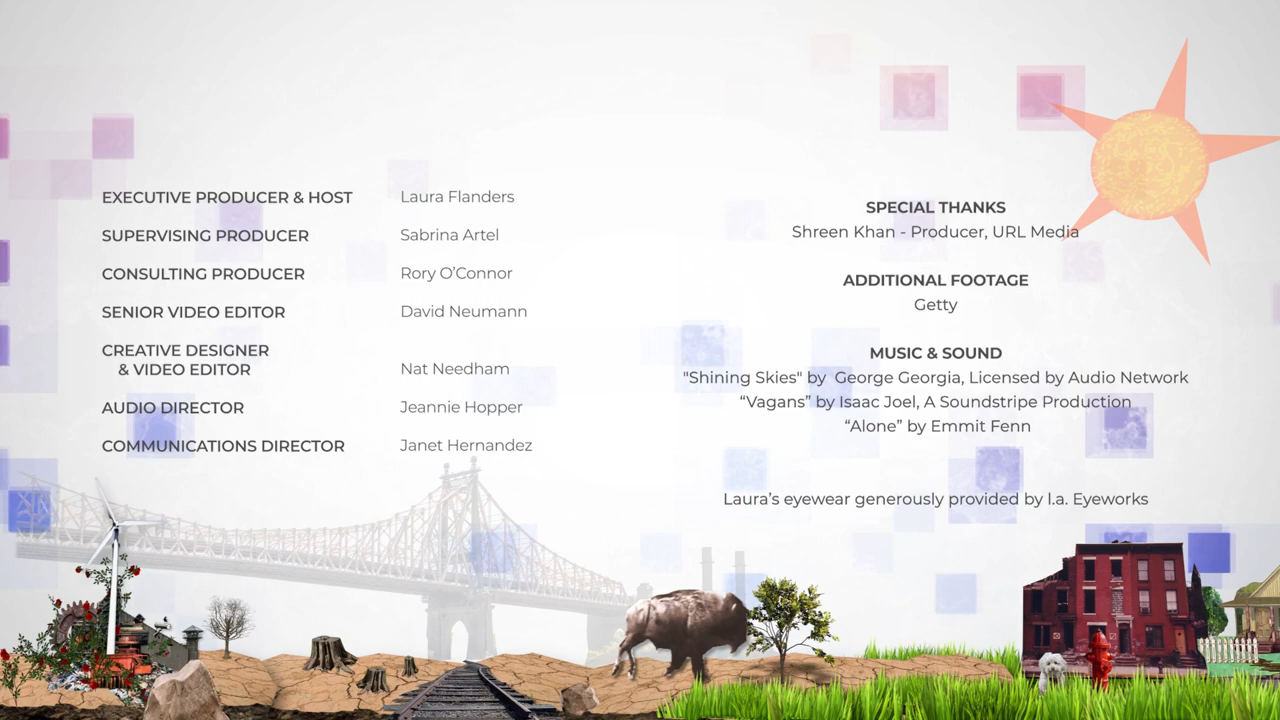 EXECUTIVE PRODUCER & HOST Laura Flanders
SUPERVISING PRODUCER Sabrina Artel
CONSULTING PRODUCER Rory O’Connor
SENIOR VIDEO EDITOR David Neumann
CREATIVE DESIGNER
& VIDEO EDITOR Nat Needham
AUDIO DIRECTOR Jeannie Hopper
COMMUNICATIONS DIRECTOR Janet Hernandez
SPECIAL THANKS
Shreen Khan - Producer, URL Media
ADDITIONAL FOOTAGE
Getty
MUSIC & SOUND
"Shining Skies" by George Georgia, Licensed by Audio Network
“Vagans” by Isaac Joel, A Soundstripe Production
“Alone” by Emmit Fenn
Laura’s eyewear generously provided by l.a. Eyeworks